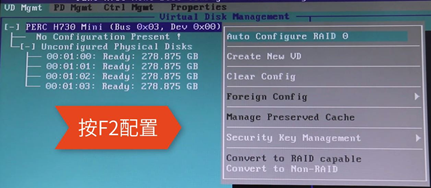 VD Mgmt PD Mgmt Ctrl Mgmt Properties
Virtual Disk Management
[-] PERC H730 Mini (Bus 0x03, Dev 0x00)
No Configuration Present !
[-] Unconfigured Physical Disks
00:01:00: Ready: 278.875 GB
00:01:01: Ready: 278.875 GB
00:01:02: Ready: 278.875 GB
00:01:03: Ready: 278.875 GB
Auto Configure RAID 0
Create New VD
Clear Config
Foreign Config
Manage Preserved Cache
Security Key Management
Convert to RAID capable
Convert to Non-RAID
按F2配置